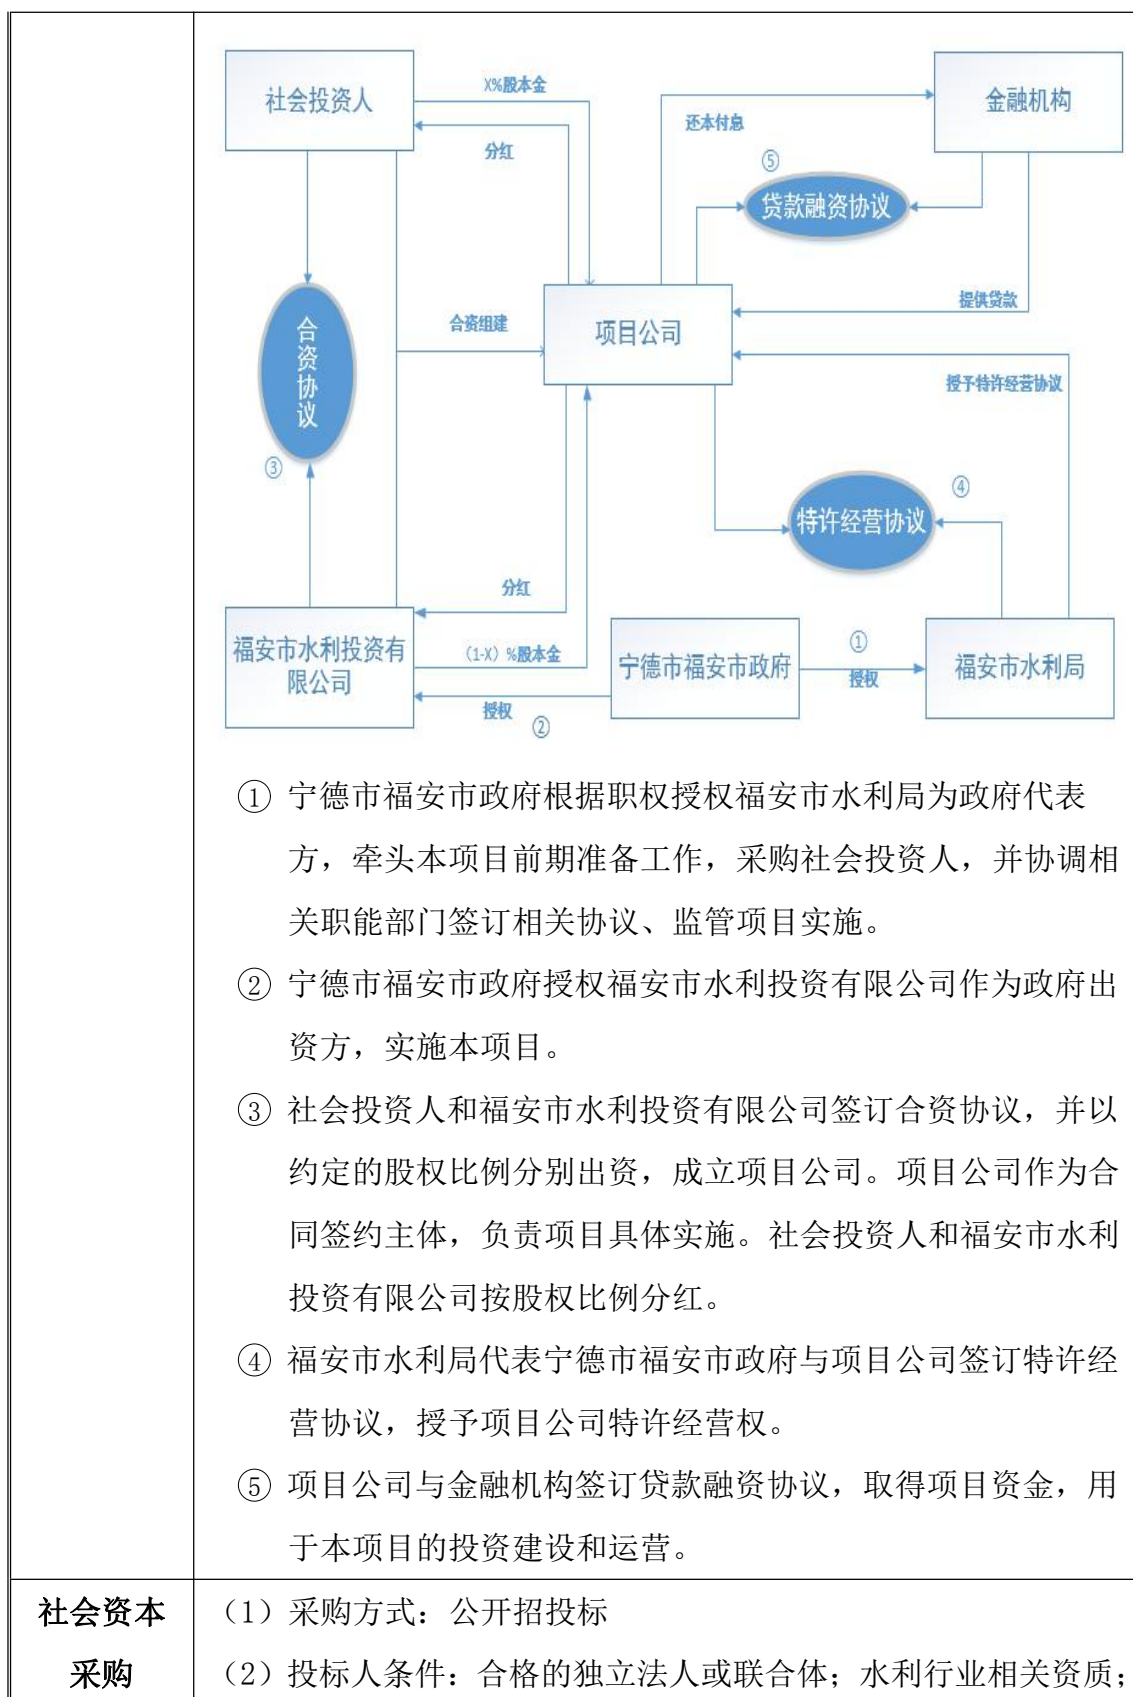 社会投资人
X%股本金
分红
还本付息
金融机构
⑤
贷款融资协议
提供贷款
合资组建
项目公司
合资协议
③
授予特许经营协议
④
特许经营协议
分红
福安市水利投资有
限公司
(1-X) %股本金
授权
②
宁德市福安市政府
①
授权
福安市水利局
① 宁德市福安市政府根据职权授权福安市水利局为政府代表
方，牵头本项目前期准备工作，采购社会投资人，并协调相
关职能部门签订相关协议、监管项目实施。
② 宁德市福安市政府授权福安市水利投资有限公司作为政府出
资方，实施本项目。
③ 社会投资人和福安市水利投资有限公司签订合资协议，并以
约定的股权比例分别出资，成立项目公司。项目公司作为合
同签约主体，负责项目具体实施。社会投资人和福安市水利
投资有限公司按股权比例分红。
④ 福安市水利局代表宁德市福安市政府与项目公司签订特许经
营协议，授予项目公司特许经营权。
⑤ 项目公司与金融机构签订贷款融资协议，取得项目资金，用
于本项目的投资建设和运营。
社会资本
采购
（1）采购方式：公开招投标
（2）投标人条件：合格的独立法人或联合体；水利行业相关资质；